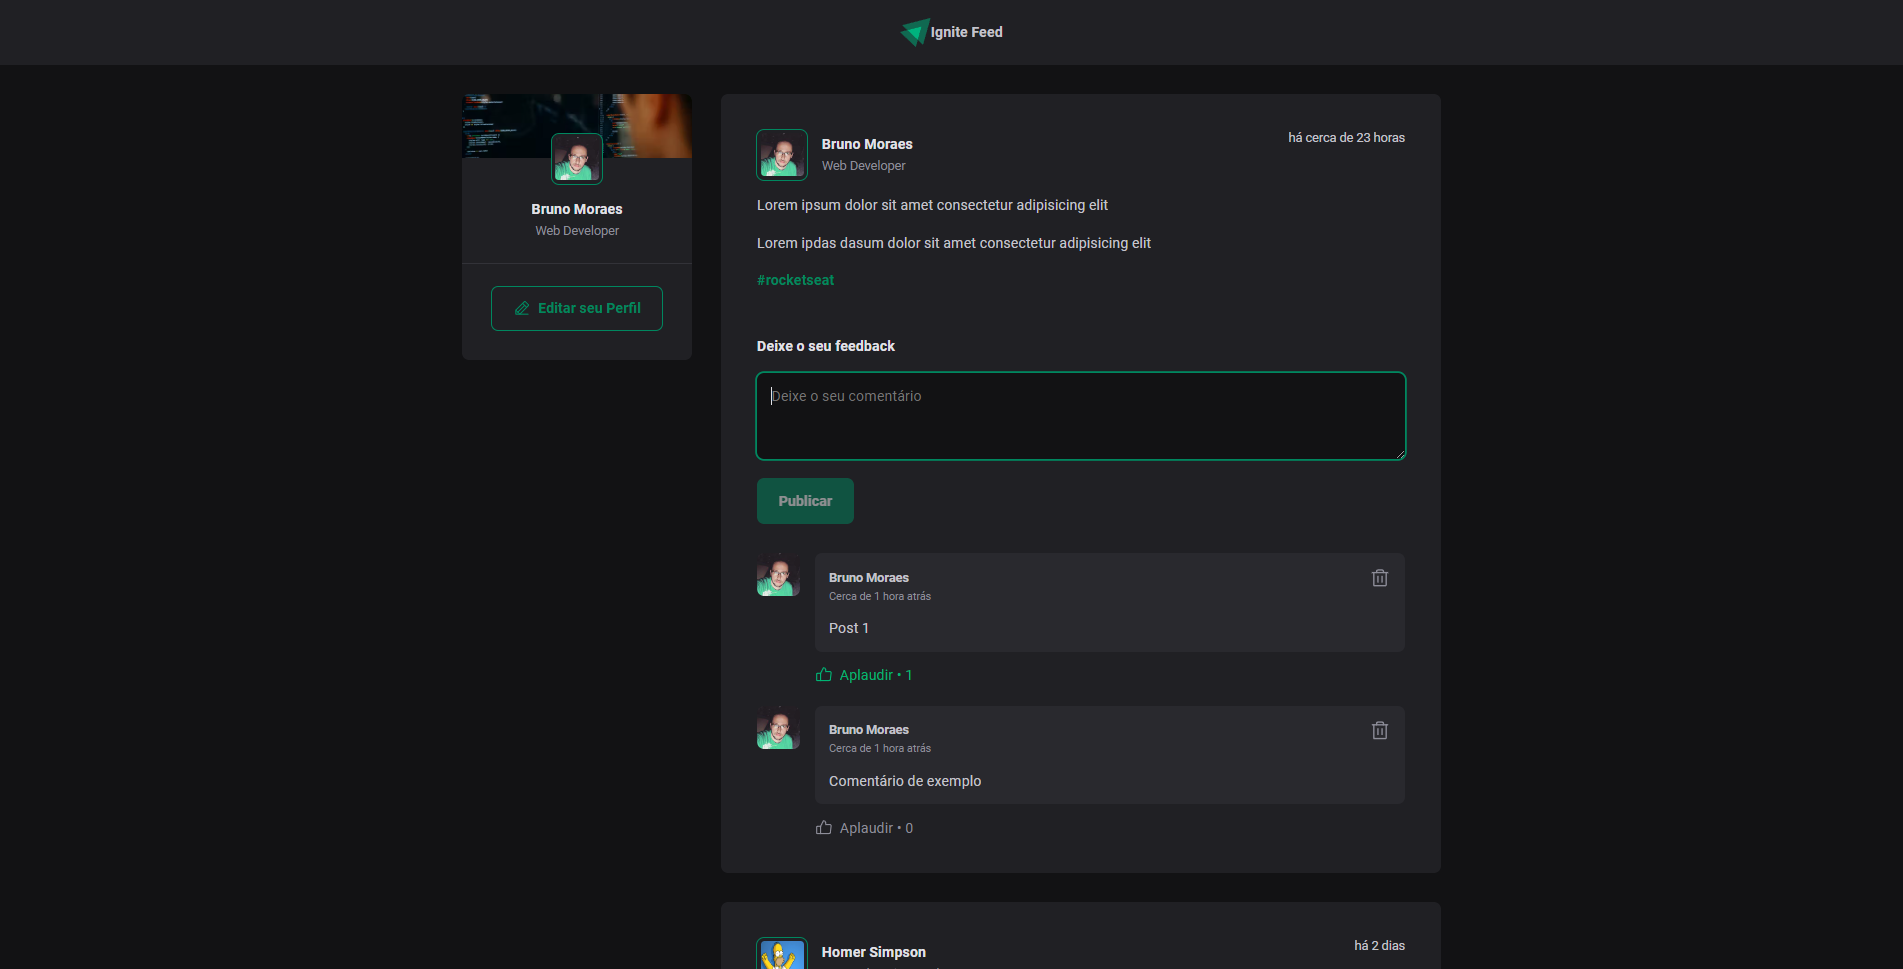 Ignite Feed
Bruno Moraes
Web Developer
Editar seu Perfil
Bruno Moraes
Web Developer
há cerca de 23 horas
Lorem ipsum dolor sit amet consectetur adipisicing elit
Lorem ipdas dasum dolor sit amet consectetur adipisicing elit
#rocketseat
Deixe o seu feedback
Deixe o seu comentário
Publicar
Bruno Moraes
Cerca de 1 hora atrás
Post 1
Aplaudir • 1
Bruno Moraes
Cerca de 1 hora atrás
Comentário de exemplo
Aplaudir • 0
Homer Simpson
há 2 dias